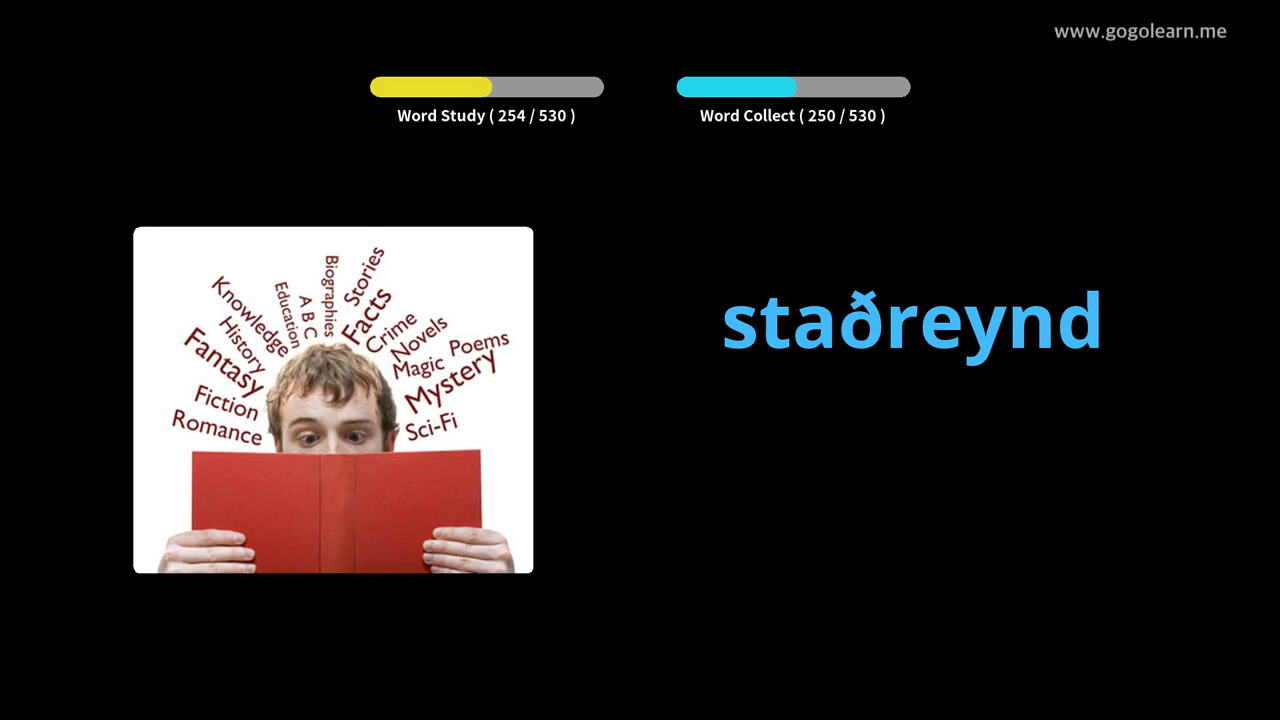 www.gogolearn.me
Word Study ( 254 / 530 )
Word Collect ( 250 / 530 )
Romance
Fiction
Fantasy
History
Knowledge
Education
A B C
Biographies
Stories
Facts
Crime
Novels
Magic
Poems
Mystery
Sci-Fi
staðreynd